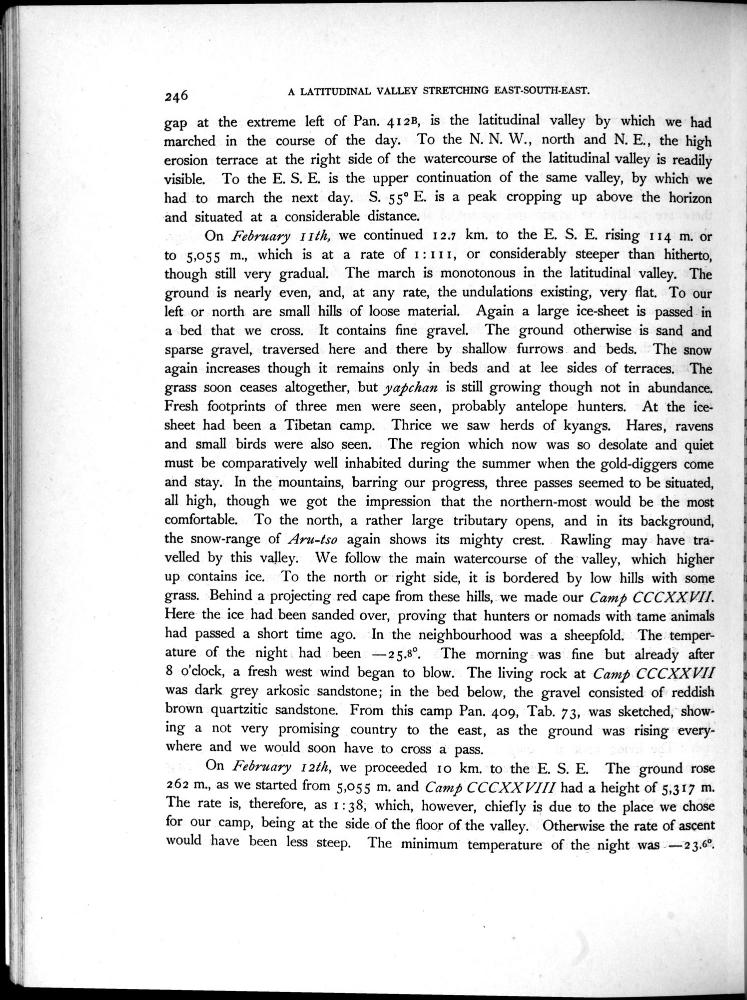 246
A LATITUDINAL VALLEY STRETCHING EAST-SOUTH-EAST.
gap at the extreme left of Pan. 412B, is the latitudinal valley by which we had
marched in the course of the day. To the N. N. W., north and N. E., the high
erosion terrace at the right side of the watercourse of the latitudinal valley is readily
visible. To the E. S. E. is the upper continuation of the same valley, by which we
had to march the next day. S. 55° E. is a peak cropping up above the horizon
and situated at a considerable distance.
On February 11th, we continued 12.7 km. to the E. S. E. rising 114 m. or
to 5,055 m., which is at a rate of 1:111, or considerably steeper than hitherto,
though still very gradual. The march is monotonous in the latitudinal valley. The
ground is nearly even, and, at any rate, the undulations existing, very flat. To our
left or north are small hills of loose material. Again a large ice-sheet is passed in
a bed that we cross. It contains fine gravel. The ground otherwise is sand and
sparse gravel, traversed here and there by shallow furrows and beds. The snow
again increases though it remains only in beds and at lee sides of terraces. The
grass soon ceases altogether, but yapchan is still growing though not in abundance.
Fresh footprints of three men were seen, probably antelope hunters. At the ice-
sheet had been a Tibetan camp. Thrice we saw herds of kyangs. Hares, ravens
and small birds were also seen. The region which now was so desolate and quiet
must be comparatively well inhabited during the summer when the gold-diggers come
and stay. In the mountains, barring our progress, three passes seemed to be situated,
all high, though we got the impression that the northern-most would be the most
comfortable. To the north, a rather large tributary opens, and in its background,
the snow-range of Aru-tso again shows its mighty crest. Rawling may have tra-
velled by this valley. We follow the main watercourse of the valley, which higher
up contains ice. To the north or right side, it is bordered by low hills with some
grass. Behind a projecting red cape from these hills, we made our Camp CCCXXVII.
Here the ice had been sanded over, proving that hunters or nomads with tame animals
had passed a short time ago. In the neighbourhood was a sheepfold. The temper-
ature of the night had been —25.8°. The morning was fine but already after
8 o'clock, a fresh west wind began to blow. The living rock at Camp CCCXXVII
was dark grey arkosic sandstone; in the bed below, the gravel consisted of reddish
brown quartzitic sandstone. From this camp Pan. 409, Tab. 73, was sketched, show-
ing a not very promising country to the east, as the ground was rising every-
where and we would soon have to cross a pass.
On February 12th, we proceeded 10 km. to the E. S. E. The ground rose
262 m., as we started from 5,055 m. and Camp CCCXXVIII had a height of 5,317 m.
The rate is, therefore, as 1:38, which, however, chiefly is due to the place we chose
for our camp, being at the side of the floor of the valley. Otherwise the rate of ascent
would have been less steep. The minimum temperature of the night was —23.6°.